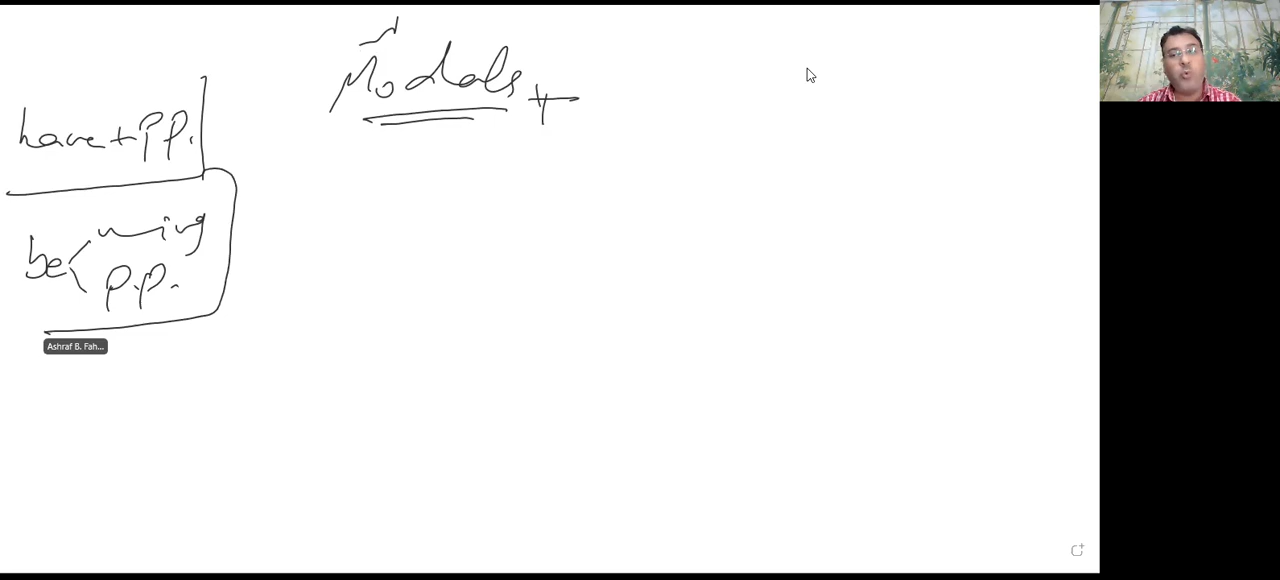 Modals +
have + p.p.
be < ~ing
p.p.
Ashraf B. Fah...